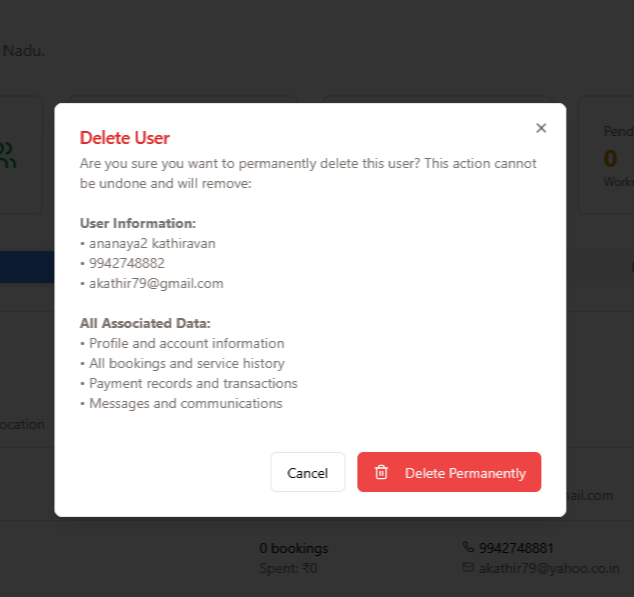 Nadu.
Pend
0
Work
Delete User
Are you sure you want to permanently delete this user? This action cannot
be undone and will remove:
User Information:
• ananaya2 kathiravan
• 9942748882
• akathir79@gmail.com
All Associated Data:
• Profile and account information
• All bookings and service history
• Payment records and transactions
• Messages and communications
ocation
Cancel
Delete Permanently
ail.com
0 bookings
9942748881
Spent: ₹0
akathir79@yahoo.co.in